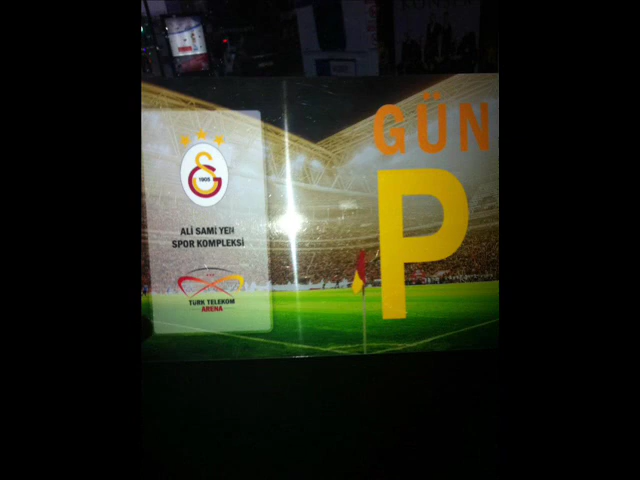 GÜN
P
1905
ALİ SAMİ YEN
SPOR KOMPLEKSİ
TÜRK TELEKOM
ARENA